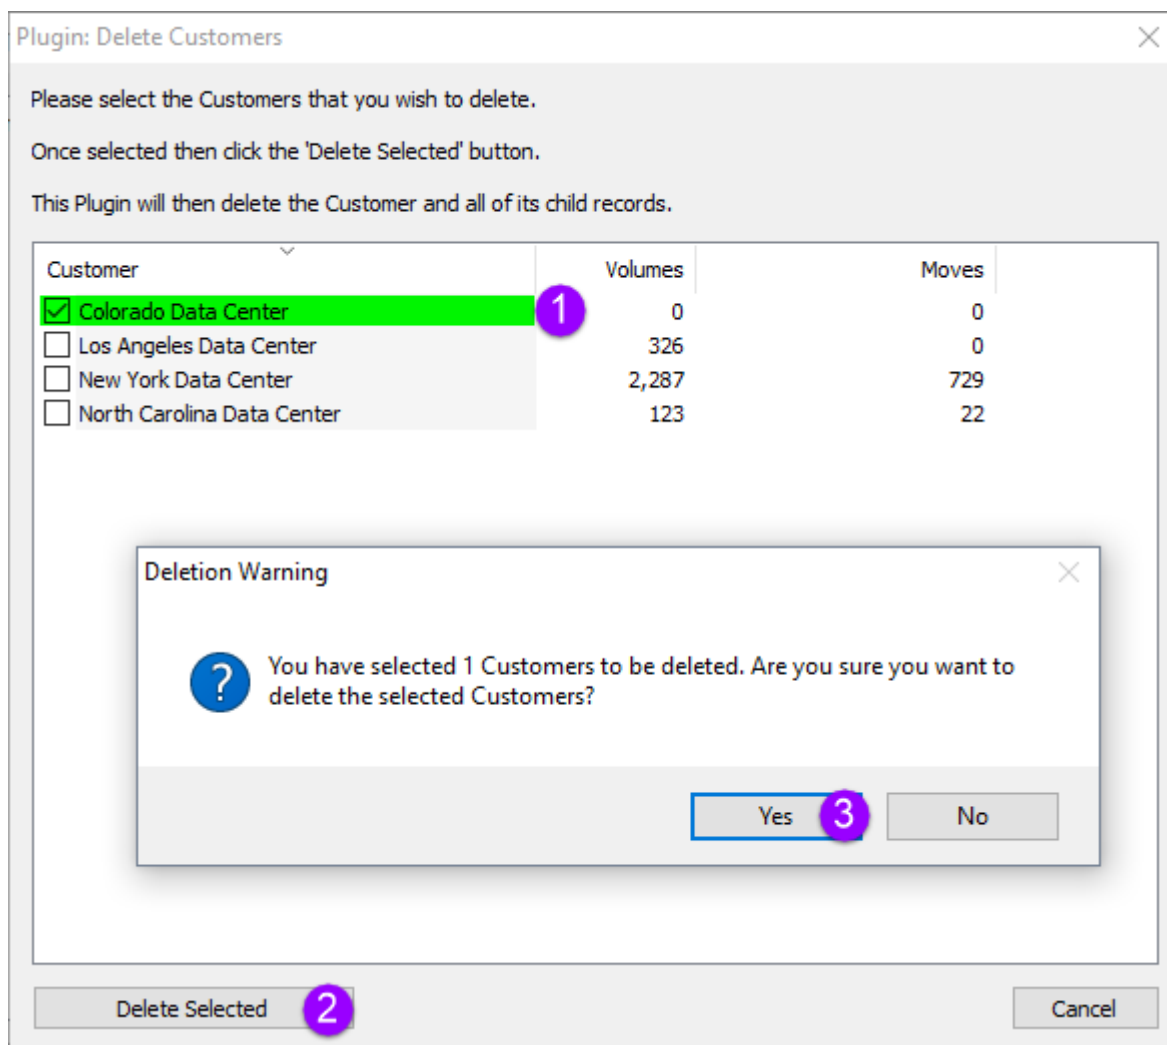 Plugin: Delete Customers
Please select the Customers that you wish to delete.
Once selected then click the 'Delete Selected' button.
This Plugin will then delete the Customer and all of its child records.
Customer Volumes Moves
Colorado Data Center 1 0 0
Los Angeles Data Center 326 0
New York Data Center 2,287 729
North Carolina Data Center 123 22
Deletion Warning
?
You have selected 1 Customers to be deleted. Are you sure you want to
delete the selected Customers?
Yes 3 No
Delete Selected 2 Cancel